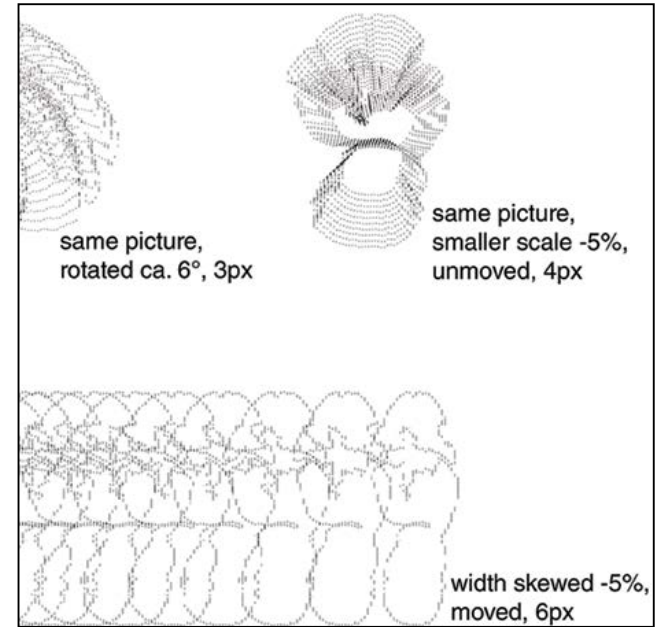 same picture,
rotated ca. 6°, 3px
same picture,
smaller scale -5%,
unmoved, 4px
width skewed -5%,
moved, 6px